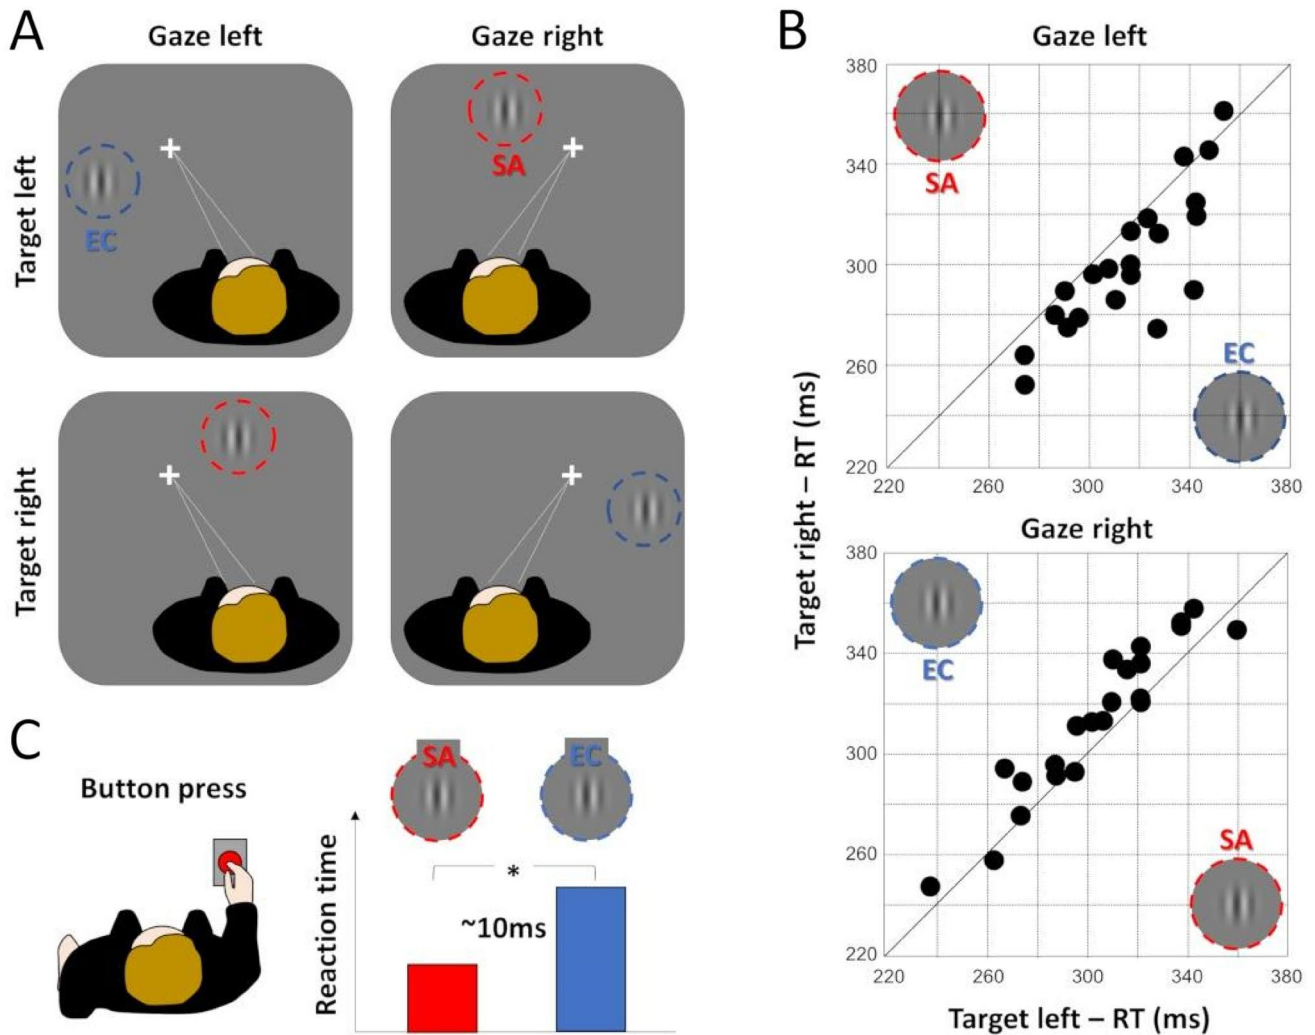 A
Gaze left
Gaze right
Target left
EC
SA
Target right
B
Gaze left
380
340
300
260
220
220
260
300
340
380
SA
EC
Target right – RT (ms)
Gaze right
380
340
300
260
220
260
300
340
380
220
EC
SA
Target left – RT (ms)
C
Button press
Reaction time
SA
EC
*
~10ms